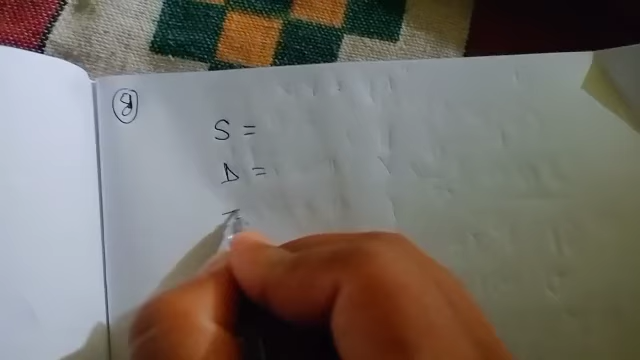 8
S =
D =